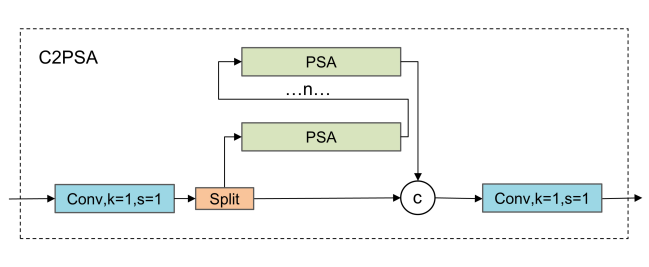 C2PSA
PSA
...n...
PSA
Conv,k=1,s=1
Split
c
Conv,k=1,s=1